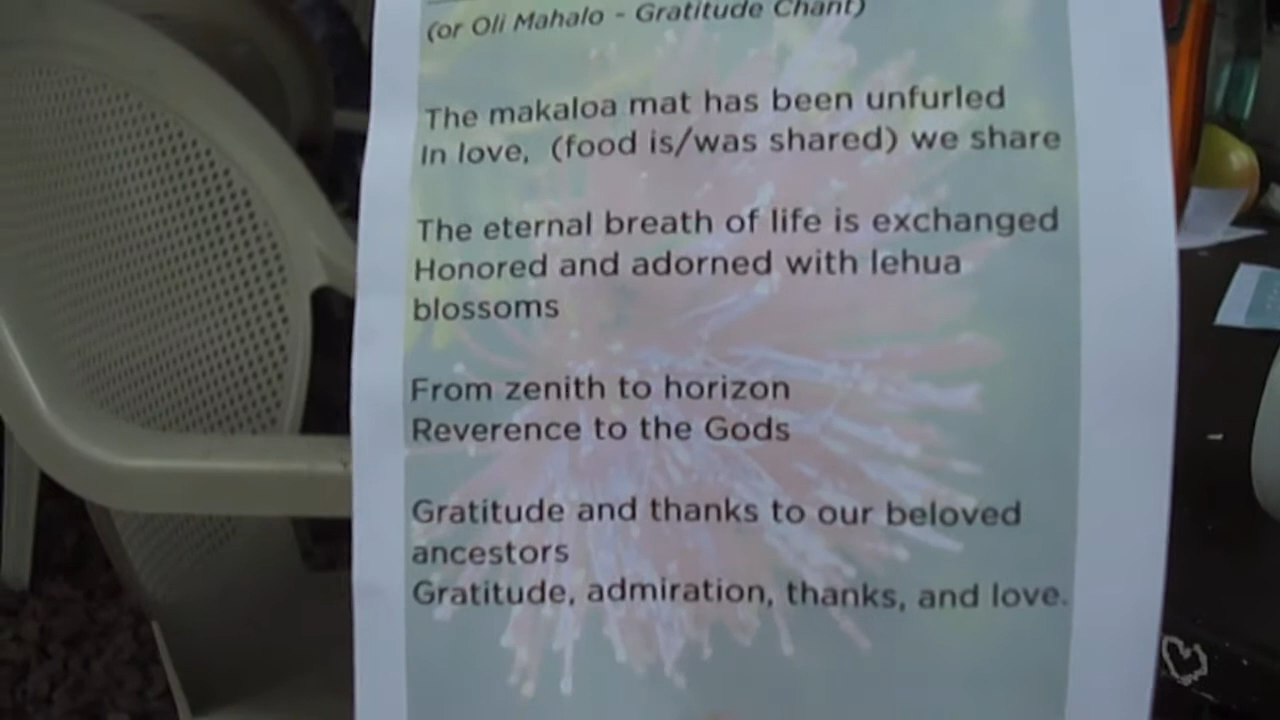 (or Oli Mahalo - Gratitude Chant)
The makaloa mat has been unfurled
In love, (food is/was shared) we share
The eternal breath of life is exchanged
Honored and adorned with lehua
blossoms
From zenith to horizon
Reverence to the Gods
Gratitude and thanks to our beloved
ancestors
Gratitude, admiration, thanks, and love.